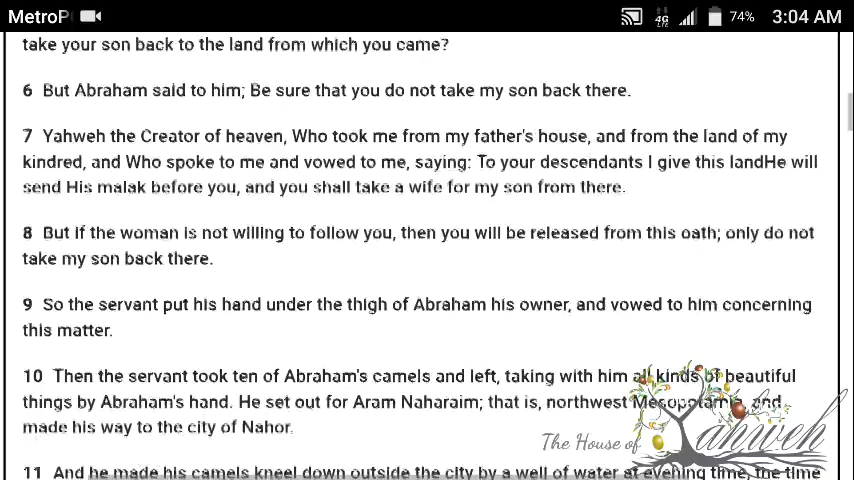 MetroP
4G
LTE
74%
3:04 AM
take your son back to the land from which you came?
6 But Abraham said to him; Be sure that you do not take my son back there.
7 Yahweh the Creator of heaven, Who took me from my father's house, and from the land of my
kindred, and Who spoke to me and vowed to me, saying: To your descendants I give this landHe will
send His malak before you, and you shall take a wife for my son from there.
8 But if the woman is not willing to follow you, then you will be released from this oath; only do not
take my son back there.
9 So the servant put his hand under the thigh of Abraham his owner, and vowed to him concerning
this matter.
10 Then the servant took ten of Abraham's camels and left, taking with him all kinds of beautiful
things by Abraham's hand. He set out for Aram Naharaim; that is, northwest Mesopotamia, and
made his way to the city of Nahor.
The House of Yahweh
11 And he made his camels kneel down outside the city by a well of water at evening time, the time